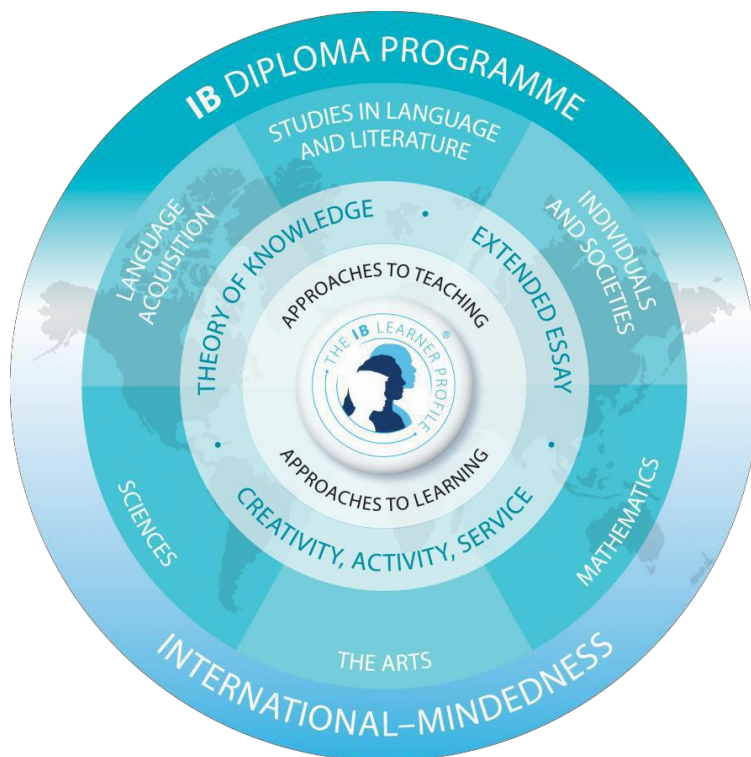 IB DIPLOMA PROGRAMME
STUDIES IN LANGUAGE
AND LITERATURE
LANGUAGE
ACQUISITION
INDIVIDUALS
AND SOCIETIES
THEORY OF KNOWLEDGE
•
EXTENDED ESSAY
•
APPROACHES TO TEACHING
THE IB LEARNER PROFILE ®
APPROACHES TO LEARNING
CREATIVITY, ACTIVITY, SERVICE
•
SCIENCES
MATHEMATICS
THE ARTS
INTERNATIONAL–MINDEDNESS